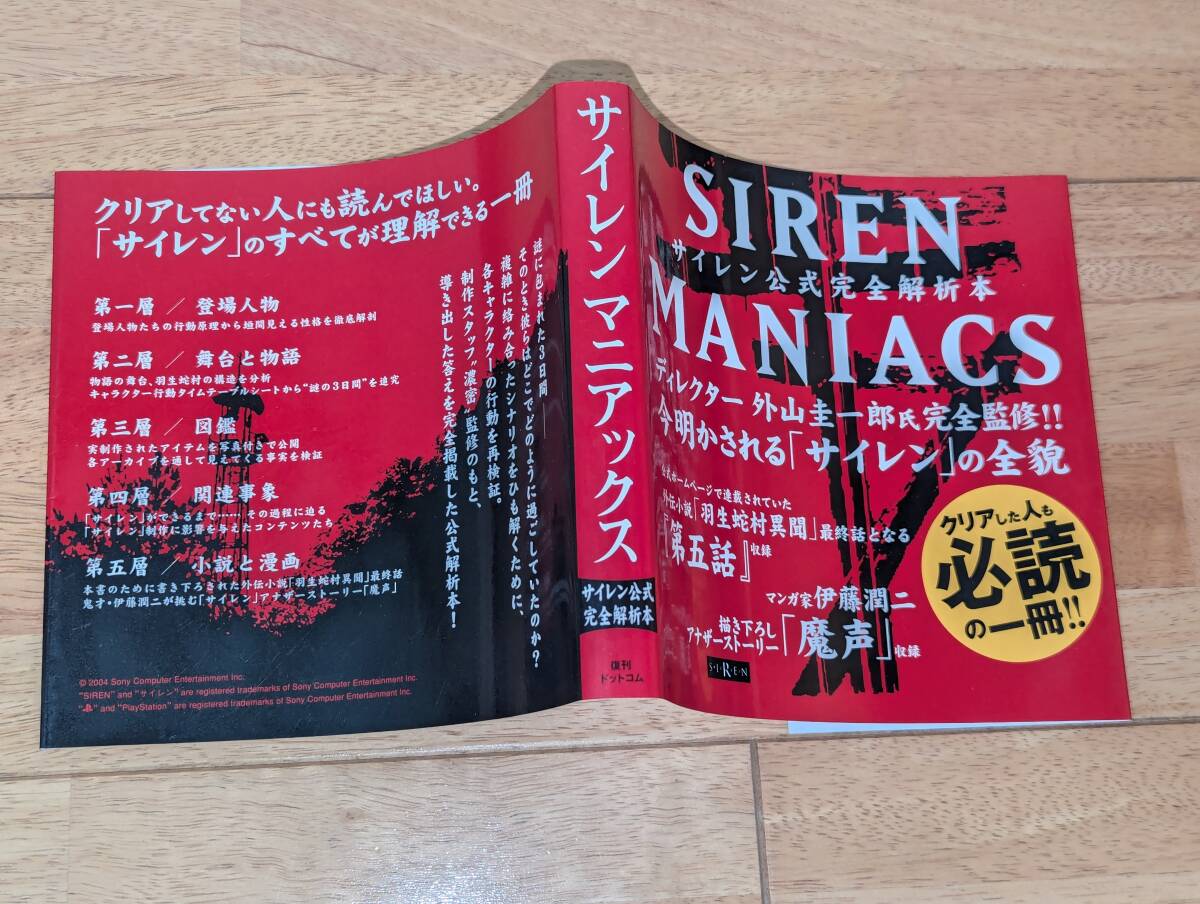 SIREN
サイレン公式完全解析本
MANIACS
ディレクター 外山圭一郎氏完全監修!!
今明かされる「サイレン」の全貌
公式ホームページで連載されていた
外伝小説「羽生蛇村異聞」最終話となる
『第五話』収録
マンガ家 伊藤潤二
描き下ろし
アナザーストーリー「魔声」収録
SIREN
クリアした人も
必読
の一冊!!
サイレンマニアックス
サイレン公式
完全解析本
復刊
ドットコム
クリアしてない人にも読んでほしい。
「サイレン」のすべてが理解できる一冊
謎に包まれた3日間――
そのとき彼らはどこでどのように過ごしていたのか?
複雑に絡み合ったシナリオをひも解くために、
各キャラクターの行動を再検証。
制作スタッフ“濃密”監修のもと、
導き出した答えを完全掲載した公式解析本!
第一層／登場人物
登場人物たちの行動原理から垣間見える性格を徹底解剖
第二層／舞台と物語
物語の舞台、羽生蛇村の構造を分析
キャラクター行動タイムテーブルシートから“謎の3日間”を追究
第三層／図鑑
実制作されたアイテムを写真付きで公開
各アーカイブを通して見えてくる事実を検証
第四層／関連事象
「サイレン」ができるまで……その過程に迫る
「サイレン」制作に影響を与えたコンテンツたち
第五層／小説と漫画
本書のために書き下ろされた外伝小説「羽生蛇村異聞」最終話
鬼才・伊藤潤二が挑む「サイレン」アナザーストーリー「魔声」
© 2004 Sony Computer Entertainment Inc.
"SIREN" and "サイレン" are registered trademarks of Sony Computer Entertainment Inc.
" " and "PlayStation" are registered trademarks of Sony Computer Entertainment Inc.